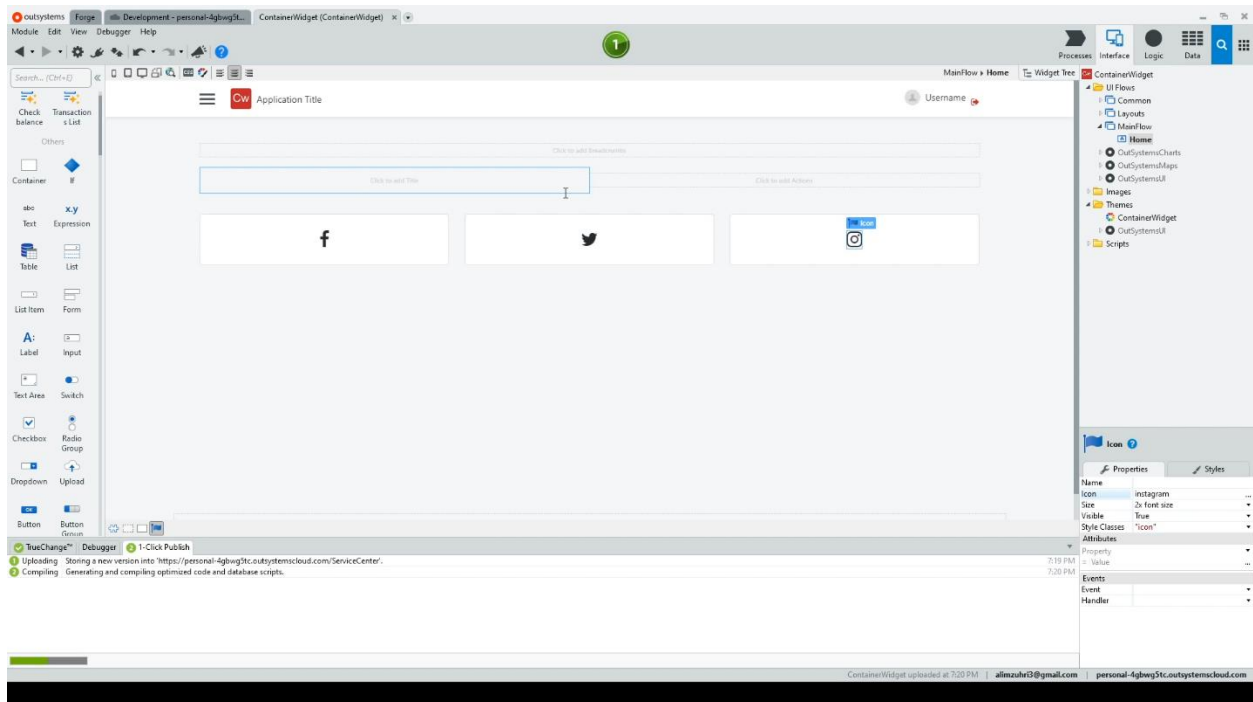 outsystems Forge Development - personal-4gbwg5t... ContainerWidget (ContainerWidget)
Module Edit View Debugger Help
1
Processes Interface Logic Data
Search... (Ctrl+E)
MainFlow Home Widget Tree
Check balance
Transaction s List
Others
Container If
abc x.y
Text Expression
Table List
List Item Form
A:
Label Input
Text Area Switch
Checkbox Radio Group
Dropdown Upload
OK
Button Button Group
Cw Application Title
Username
Click to add Breadcrumbs
Click to add Title
Click to add Actions
Icon
Cw ContainerWidget
UI Flows
Common
Layouts
MainFlow
Home
OutSystemsCharts
OutSystemsMaps
OutSystemsUI
Images
Themes
ContainerWidget
OutSystemsUI
Scripts
Icon
Properties Styles
Name
Icon instagram ...
Size 2x font size
Visible True
Style Classes "icon"
Attributes
Property
= Value ...
Events
Event
Handler
TrueChange™ Debugger 1-Click Publish
Uploading Storing a new version into 'https://personal-4gbwg5tc.outsystemscloud.com/ServiceCenter'. 7:19 PM
Compiling Generating and compiling optimized code and database scripts. 7:20 PM
ContainerWidget uploaded at 7:20 PM | alimzuhri3@gmail.com | personal-4gbwg5tc.outsystemscloud.com